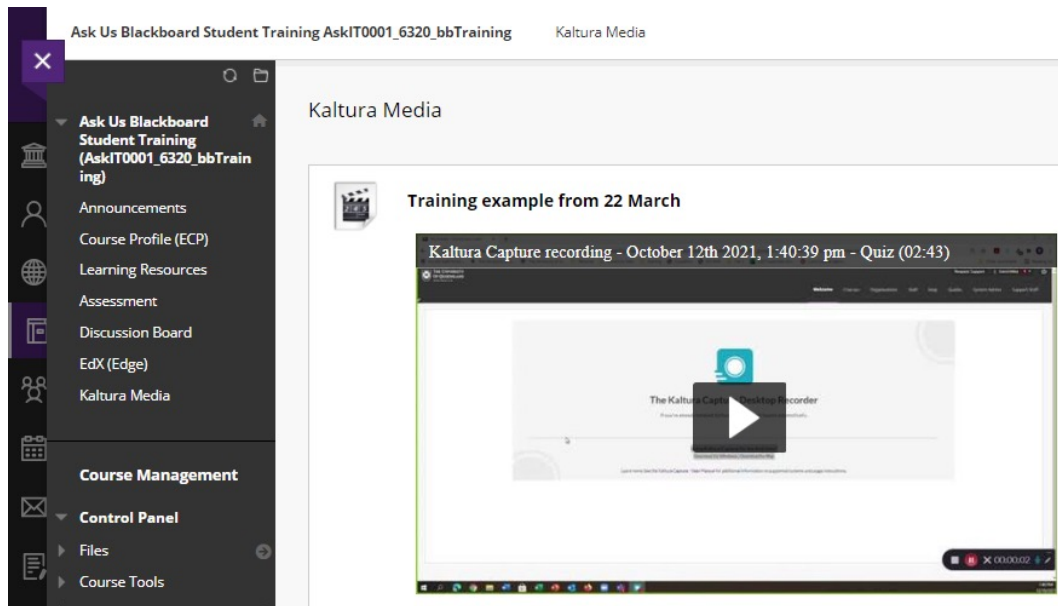 Ask Us Blackboard Student Training AskIT0001_6320_bbTraining
Kaltura Media
Ask Us Blackboard
Student Training
(AskIT0001_6320_bbTrain
ing)
Announcements
Course Profile (ECP)
Learning Resources
Assessment
Discussion Board
EdX (Edge)
Kaltura Media
Course Management
Control Panel
Files
Course Tools
Kaltura Media
Training example from 22 March
Kaltura Capture recording - October 12th 2021, 1:40:39 pm - Quiz (02:43)
Welcome
The Kaltura Capture Desktop Recorder
00:00:02